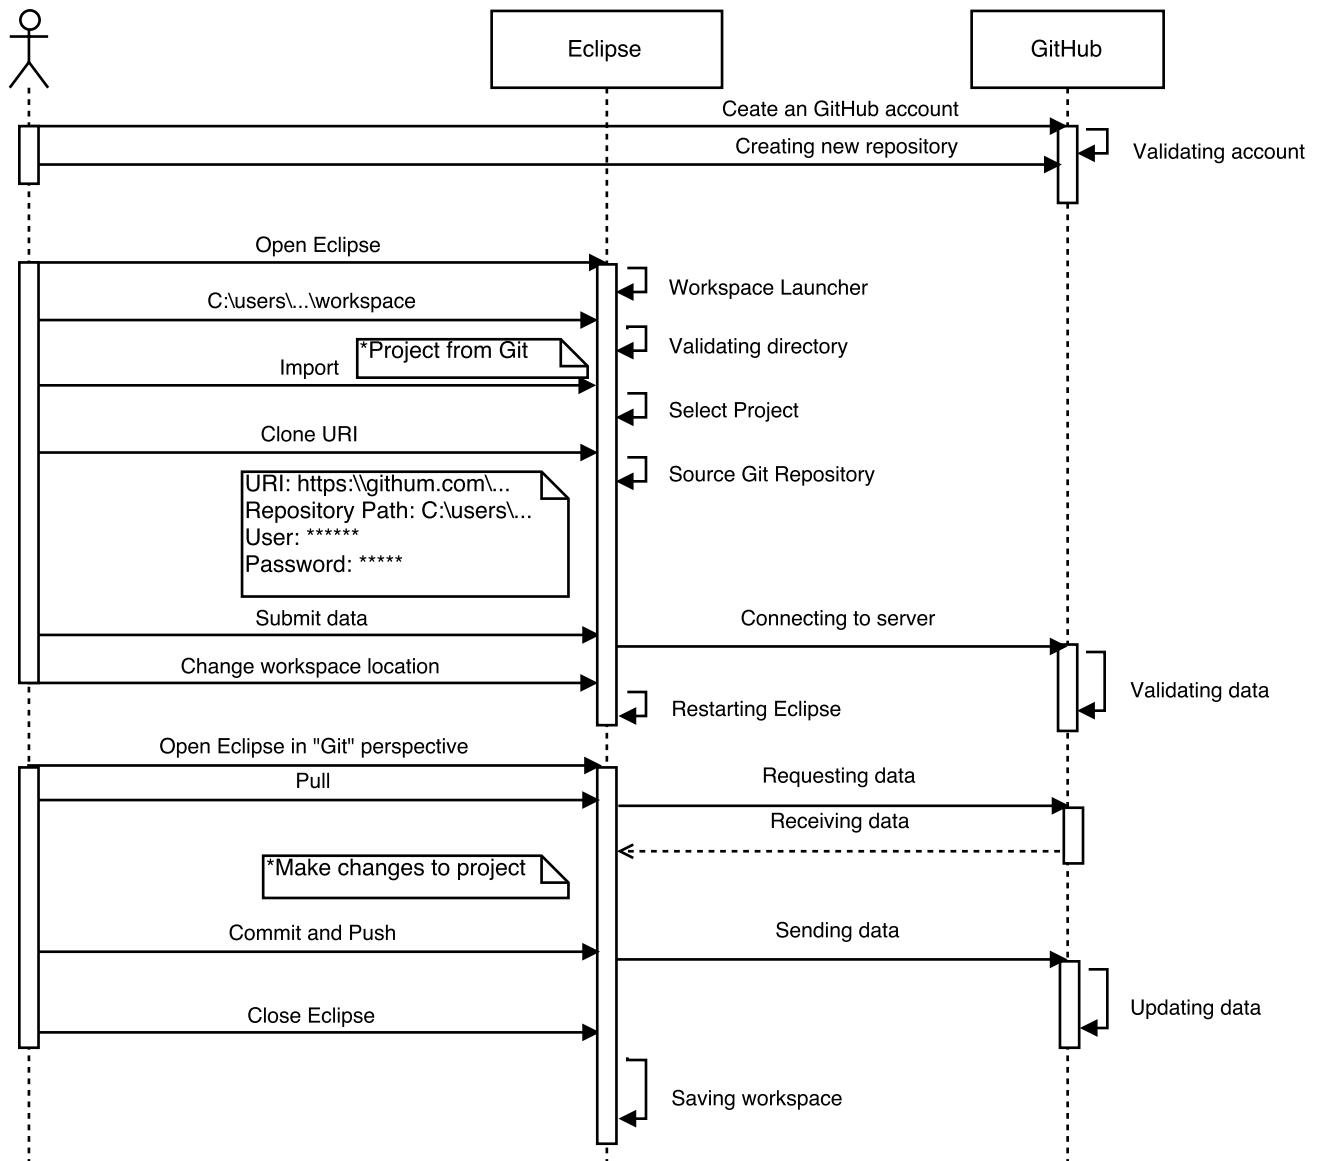 Eclipse
GitHub
Ceate an GitHub account
Creating new repository
Validating account
Open Eclipse
Workspace Launcher
C:\users\...\workspace
Validating directory
*Project from Git
Import
Select Project
Clone URI
Source Git Repository
URI: https:\\githum.com\...
Repository Path: C:\users\...
User: ******
Password: *****
Submit data
Connecting to server
Change workspace location
Validating data
Restarting Eclipse
Open Eclipse in "Git" perspective
Pull
Requesting data
Receiving data
*Make changes to project
Commit and Push
Sending data
Close Eclipse
Updating data
Saving workspace